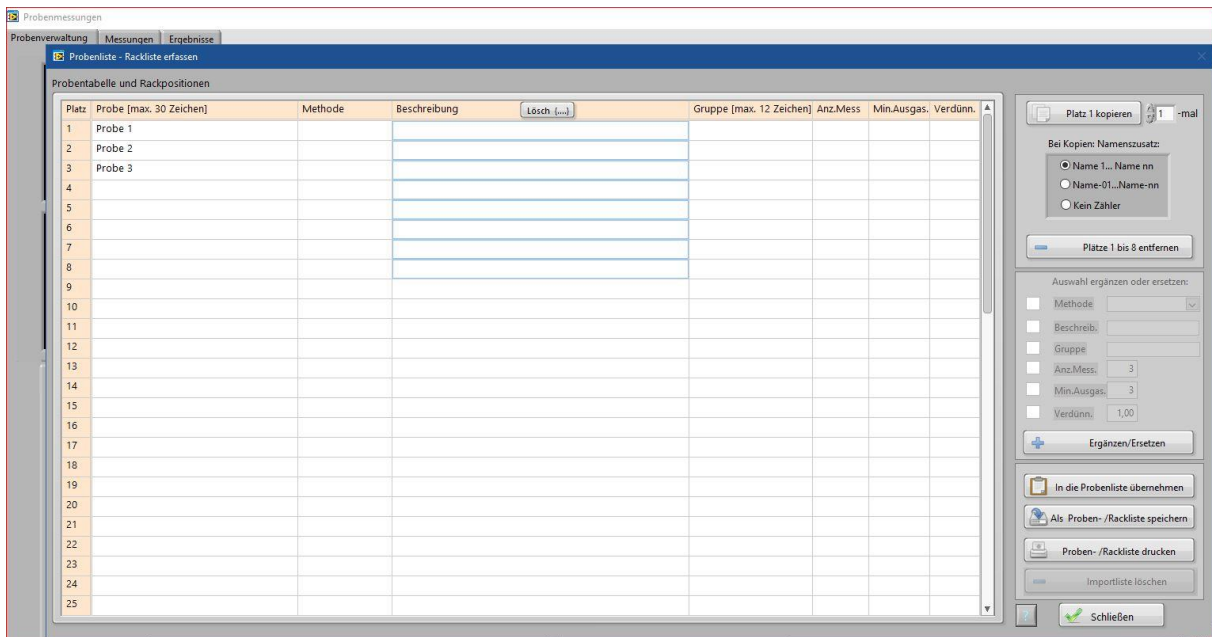 Probenmessungen
Probenverwaltung Messungen Ergebnisse
Probenliste - Rackliste erfassen
Probentabelle und Rackpositionen
Platz Probe [max. 30 Zeichen] Methode Beschreibung Lösch {....} Gruppe [max. 12 Zeichen] Anz.Mess Min.Ausgas. Verdünn.
1 Probe 1
2 Probe 2
3 Probe 3
4
5
6
7
8
9
10
11
12
13
14
15
16
17
18
19
20
21
22
23
24
25
Platz 1 kopieren 1 -mal
Bei Kopien: Namenszusatz:
Name 1... Name nn
Name-01...Name-nn
Kein Zähler
Plätze 1 bis 8 entfernen
Auswahl ergänzen oder ersetzen:
Methode
Beschreib.
Gruppe
Anz.Mess. 3
Min.Ausgas. 3
Verdünn. 1,00
Ergänzen/Ersetzen
In die Probenliste übernehmen
Als Proben- /Rackliste speichern
Proben- /Rackliste drucken
Importliste löschen
? Schließen